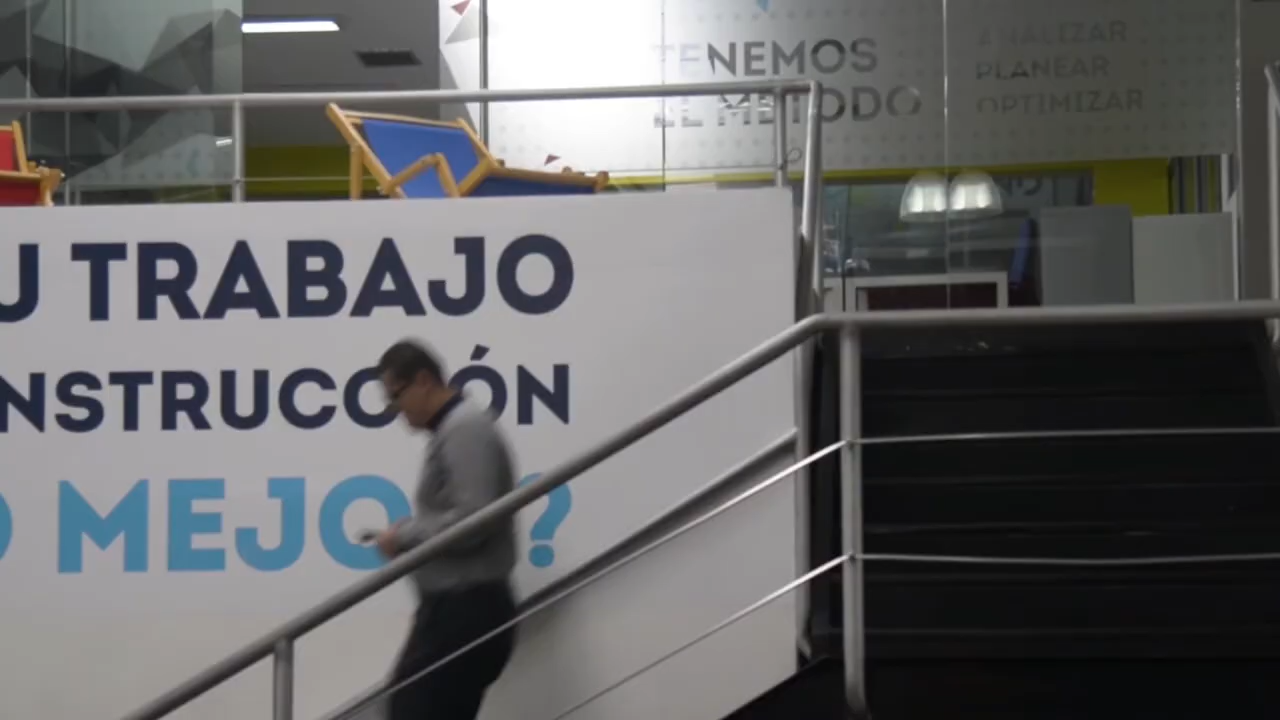 TENEMOS
EL METODO
ANALIZAR
PLANEAR
OPTIMIZAR
U TRABAJO
NSTRUCCIÓN
O MEJO ?